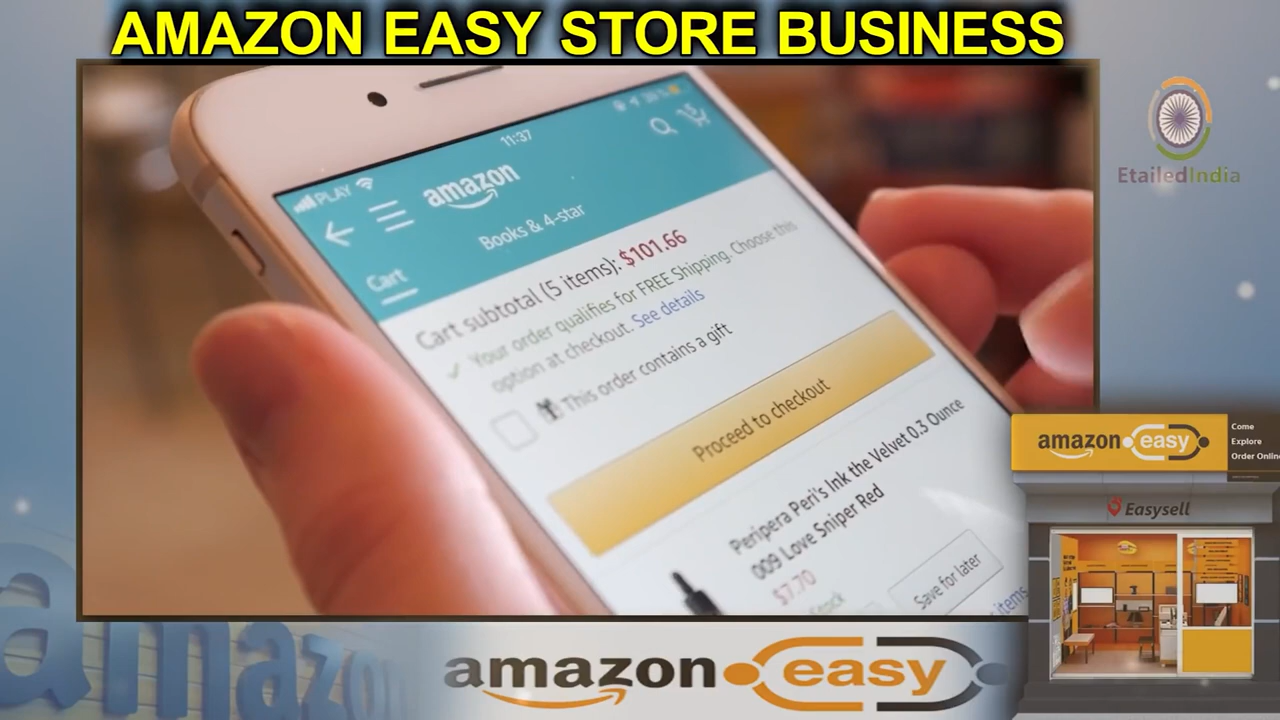 AMAZON EASY STORE BUSINESS
EtailedIndia
PLAY
11:37
amazon
Books & 4-star
Cart
Cart subtotal (5 items): $101.66
Your order qualifies for FREE Shipping. Choose this
option at checkout. See details
This order contains a gift
Proceed to checkout
Peripera Peri's Ink the Velvet 0.3 Ounce
009 Love Sniper Red
$7.70
Save for later
items
amazon easy
Come
Explore
Order Online
Easysell
amazon
amazon easy